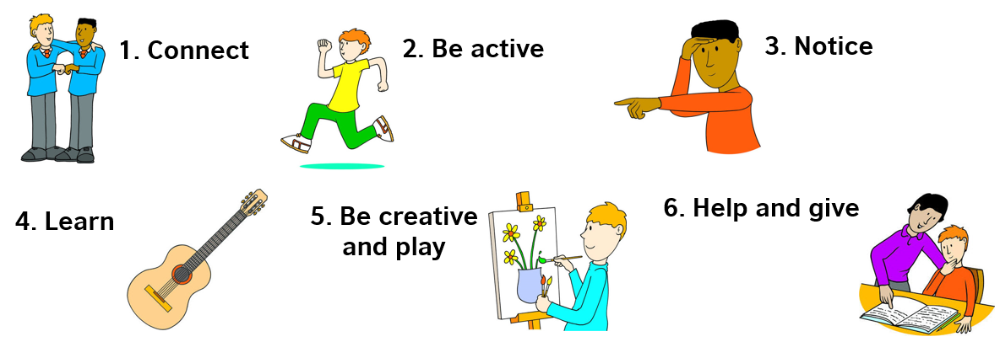 1. Connect
2. Be active
3. Notice
4. Learn
5. Be creative
and play
6. Help and give